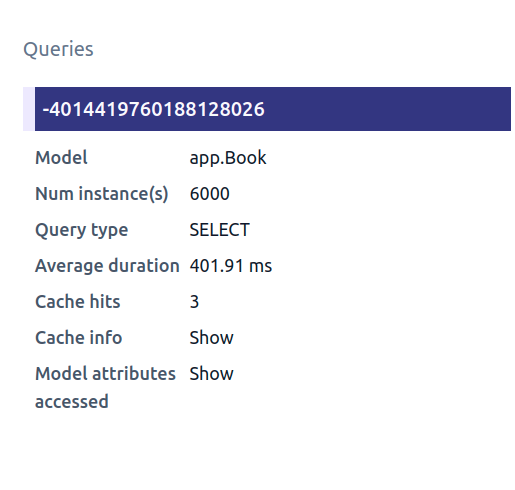 Queries
-4014419760188128026
Model app.Book
Num instance(s) 6000
Query type SELECT
Average duration 401.91 ms
Cache hits 3
Cache info Show
Model attributes Show
accessed